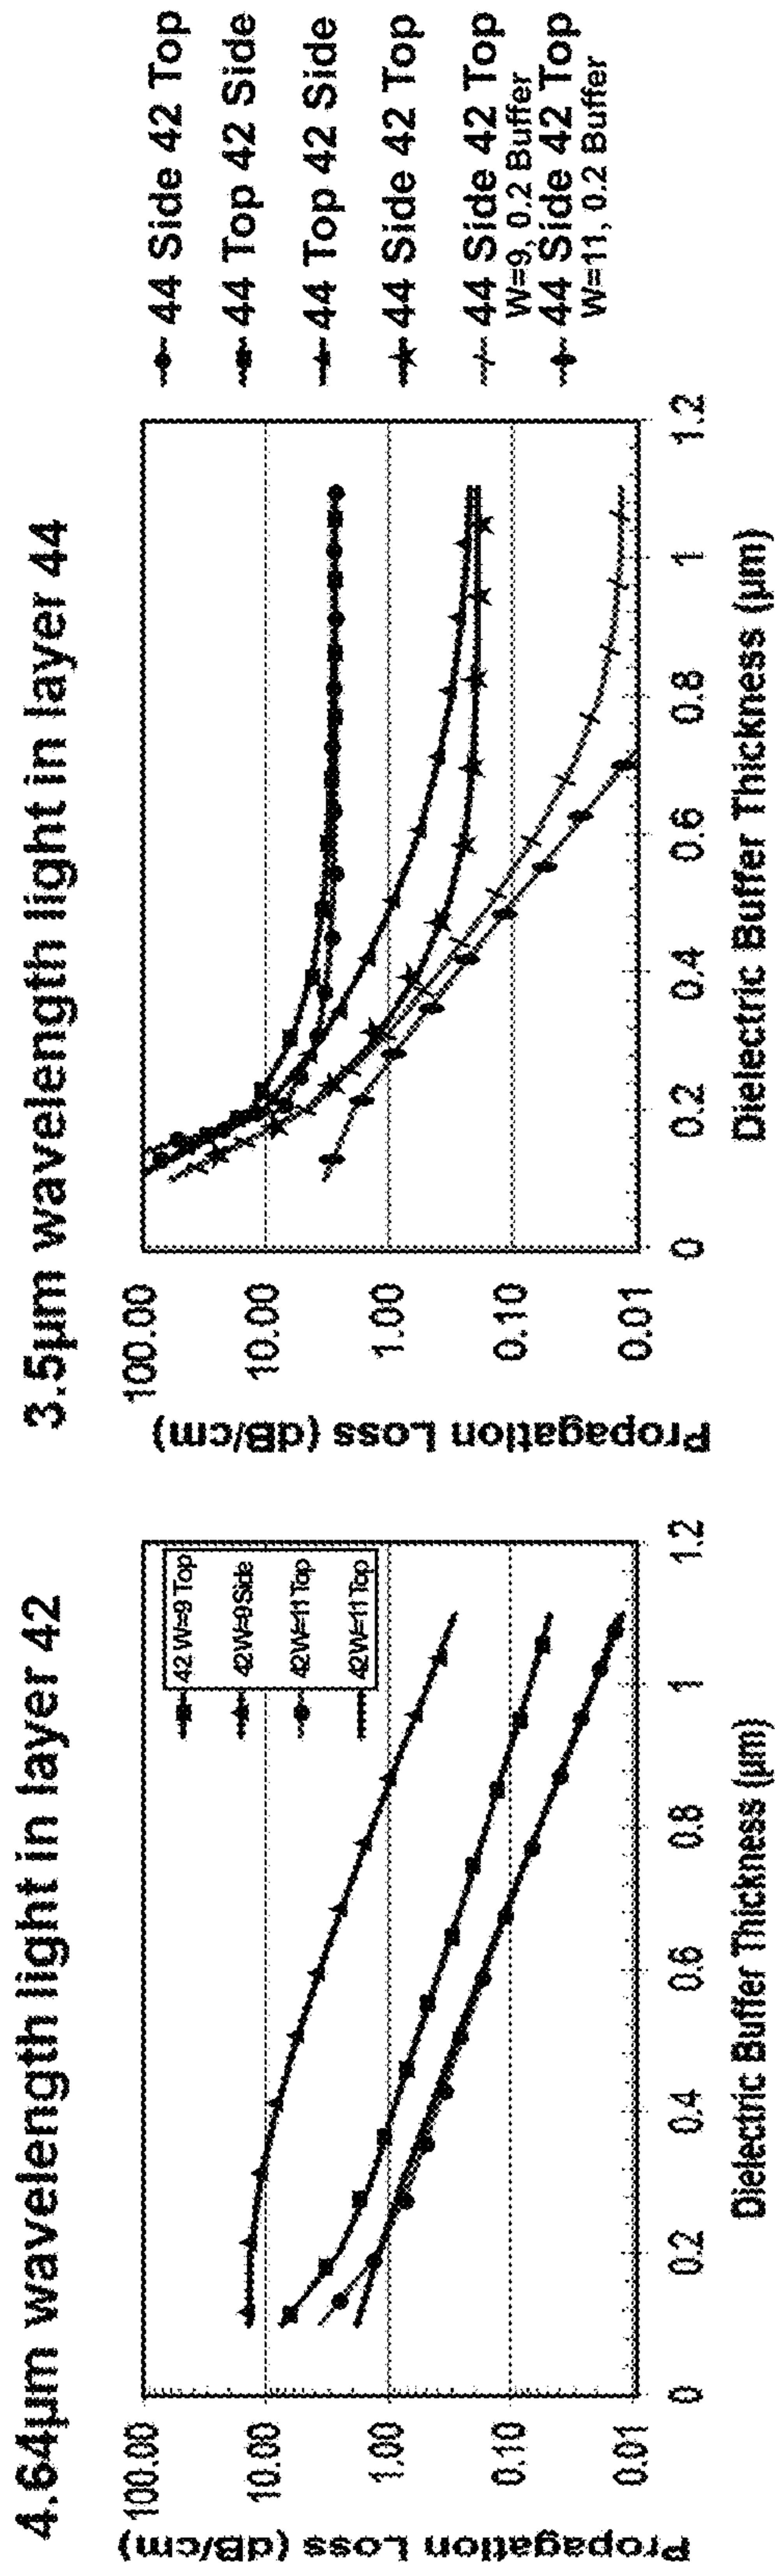 4.64µm wavelength light in layer 42
Propagation Loss (dB/cm)
100.00
10.00
1.00
0.10
0.01
0
0.2
0.4
0.6
0.8
1
1.2
Dielectric Buffer Thickness (µm)
42 W=9 Top
42W=9 Side
42W=11 Top
42W=11 Top
3.5µm wavelength light in layer 44
Propagation Loss (dB/cm)
100.00
10.00
1.00
0.10
0.01
0
0.2
0.4
0.6
0.8
1
1.2
Dielectric Buffer Thickness (µm)
44 Side 42 Top
44 Top 42 Side
44 Top 42 Side
44 Side 42 Top
44 Side 42 Top
W=9, 0.2 Buffer
44 Side 42 Top
W=11, 0.2 Buffer